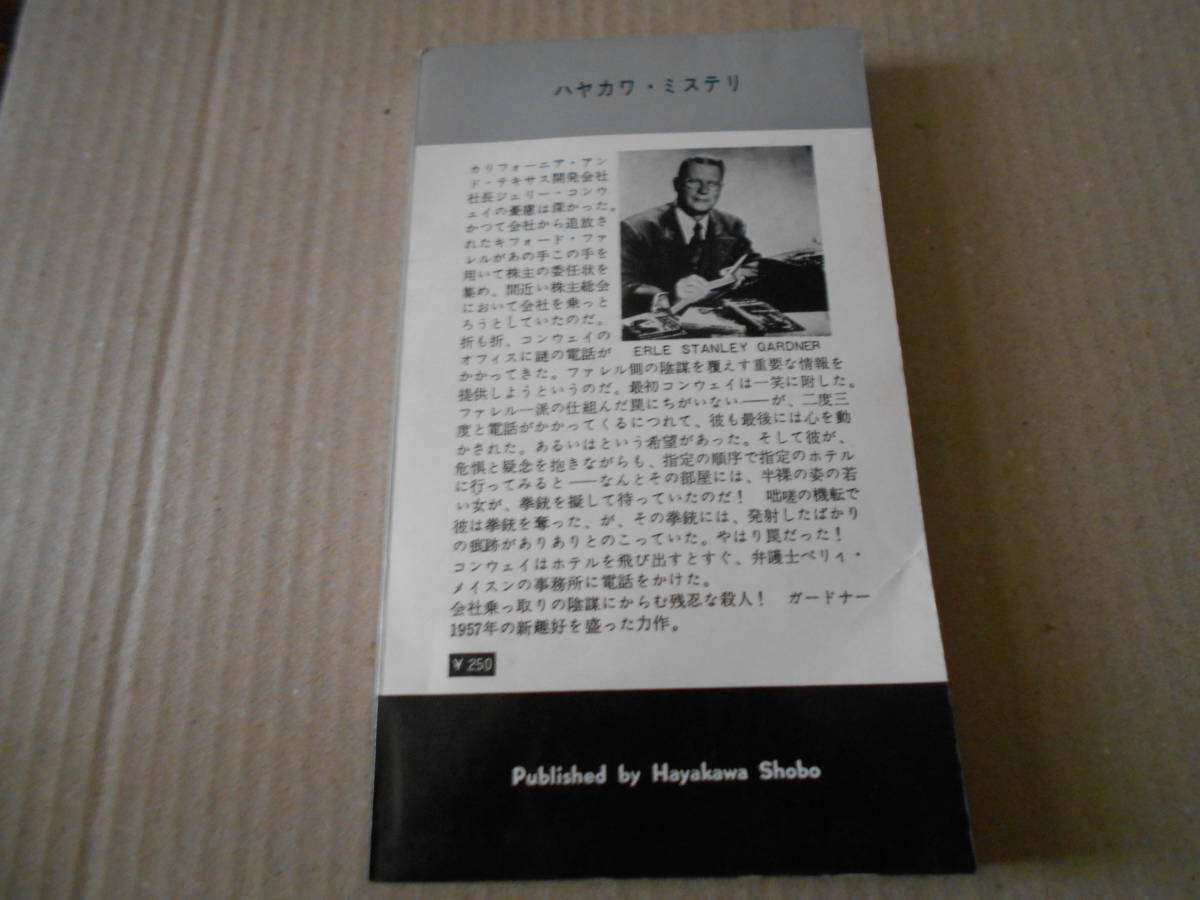 ハヤカワ・ミステリ
カリフォーニア・アン
ド・テキサス開発会社
社長ジェリー・コンウ
ェイの憂慮は深かった。
かつて会社から追放さ
れたキフォード・ファ
レルがあの手この手を
用いて株主の委任状を
集め、間近い株主総会
において会社を乗っと
ろうとしていたのだ。
折も折、コンウェイの
オフィスに謎の電話が
ERLE STANLEY GARDNER
かかってきた。ファレル側の陰謀を覆えす重要な情報を
提供しようというのだ。最初コンウェイは一笑に附した。
ファレル一派の仕組んだ罠にちがいない――が、二度三
度と電話がかかってくるにつれて、彼も最後には心を動
かされた。あるいはという希望があった。そして彼が、
危惧と疑念を抱きながらも、指定の順序で指定のホテル
に行ってみると――なんとその部屋には、半裸の姿の若
い女が、拳銃を擬して待っていたのだ！ 咄嗟の機転で
彼は拳銃を奪った、が、その拳銃には、発射したばかり
の痕跡がありありとのこっていた。やはり罠だった！
コンウェイはホテルを飛び出すとすぐ、弁護士ペリイ・
メイスンの事務所に電話をかけた。
会社乗っ取りの陰謀にからむ残忍な殺人！ ガードナー
1957年の新趣好を盛った力作。
¥250
Published by Hayakawa Shobo